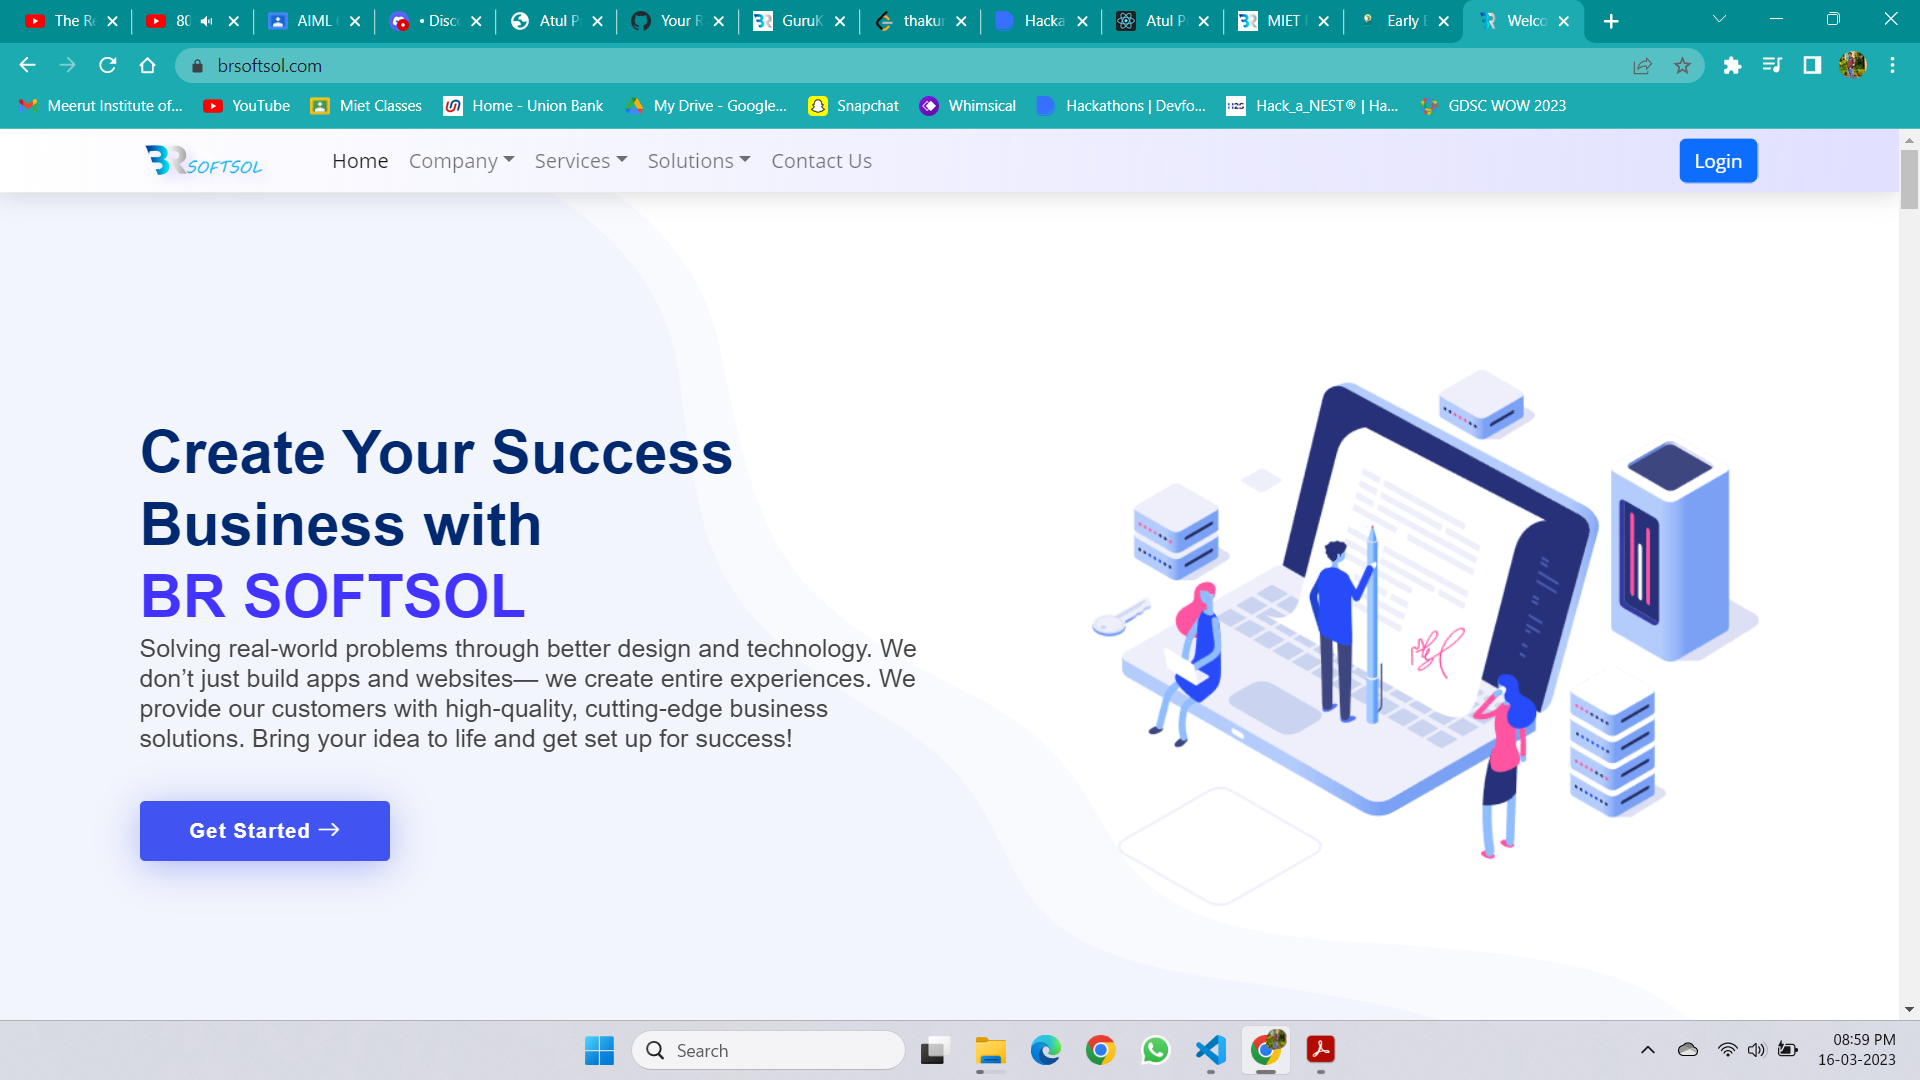 The Re
80
AIML
• Disco
Atul P
Your R
GuruK
thakur
Hacka
Atul P
MIET
Early
Welco
brsoftsol.com
Meerut Institute of...
YouTube
Miet Classes
Home - Union Bank
My Drive - Google...
Snapchat
Whimsical
Hackathons | Devfo...
Hack_a_NEST® | Ha...
GDSC WOW 2023
BR SOFTSOL
Home
Company
Services
Solutions
Contact Us
Login
Create Your Success
Business with
BR SOFTSOL
Solving real-world problems through better design and technology. We
don’t just build apps and websites— we create entire experiences. We
provide our customers with high-quality, cutting-edge business
solutions. Bring your idea to life and get set up for success!
Get Started
Search
08:59 PM
16-03-2023